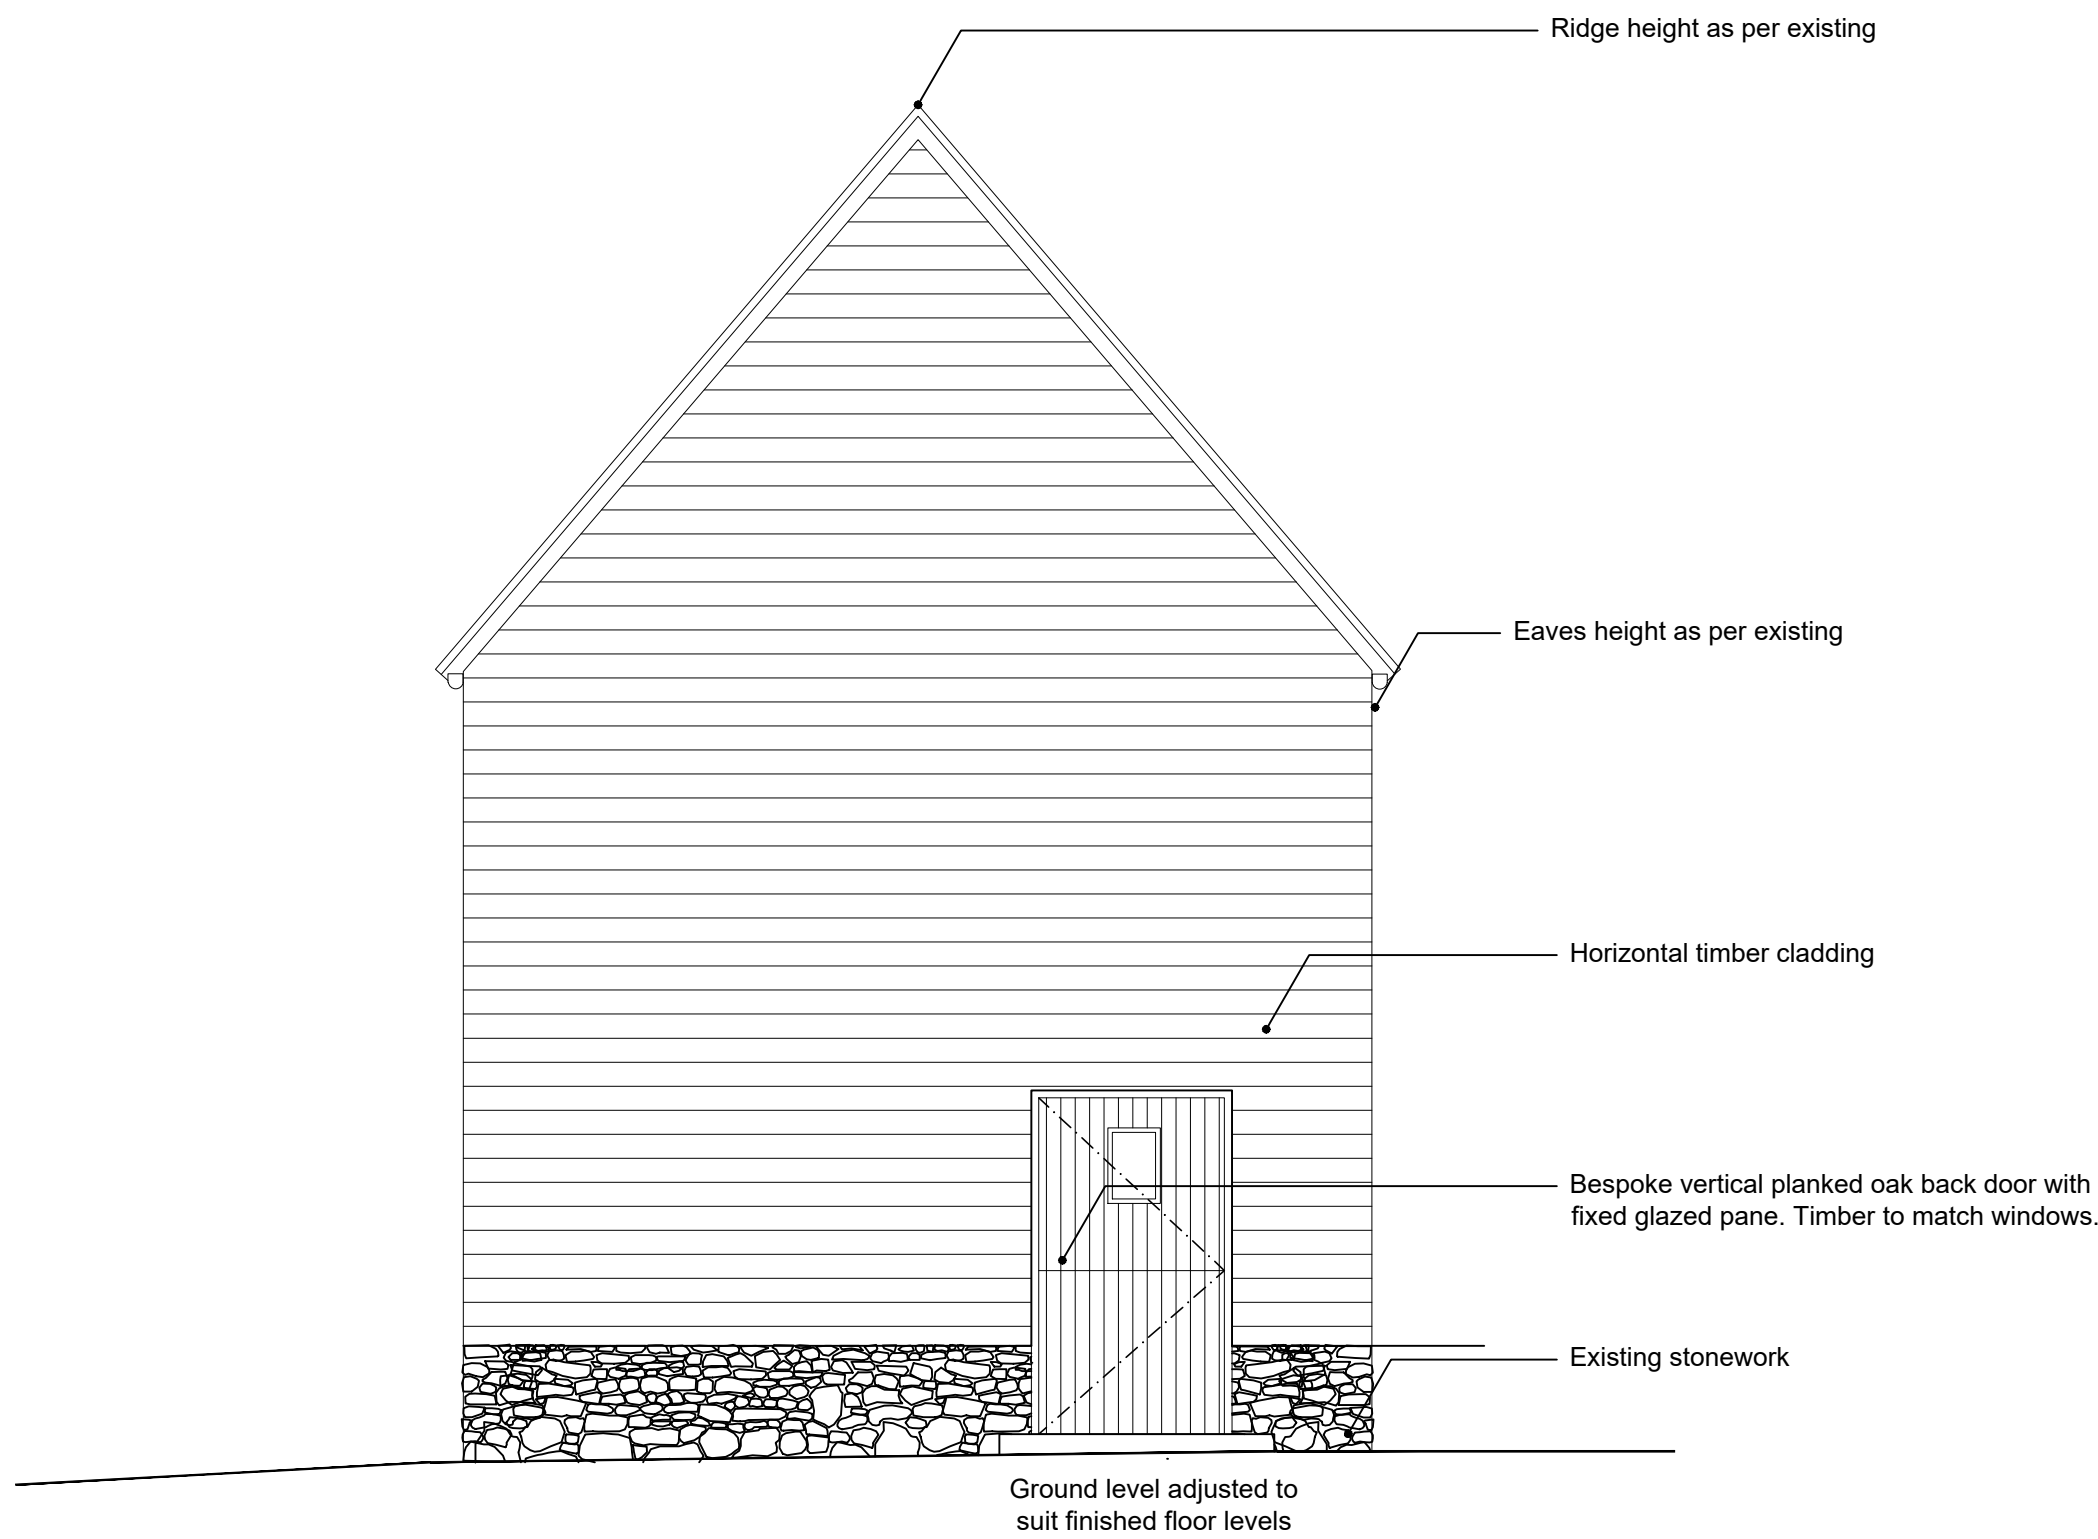 Ridge height as per existing
Eaves height as per existing
Horizontal timber cladding
Bespoke vertical planked oak back door with
fixed glazed pane. Timber to match windows.
Existing stonework
Ground level adjusted to
suit finished floor levels